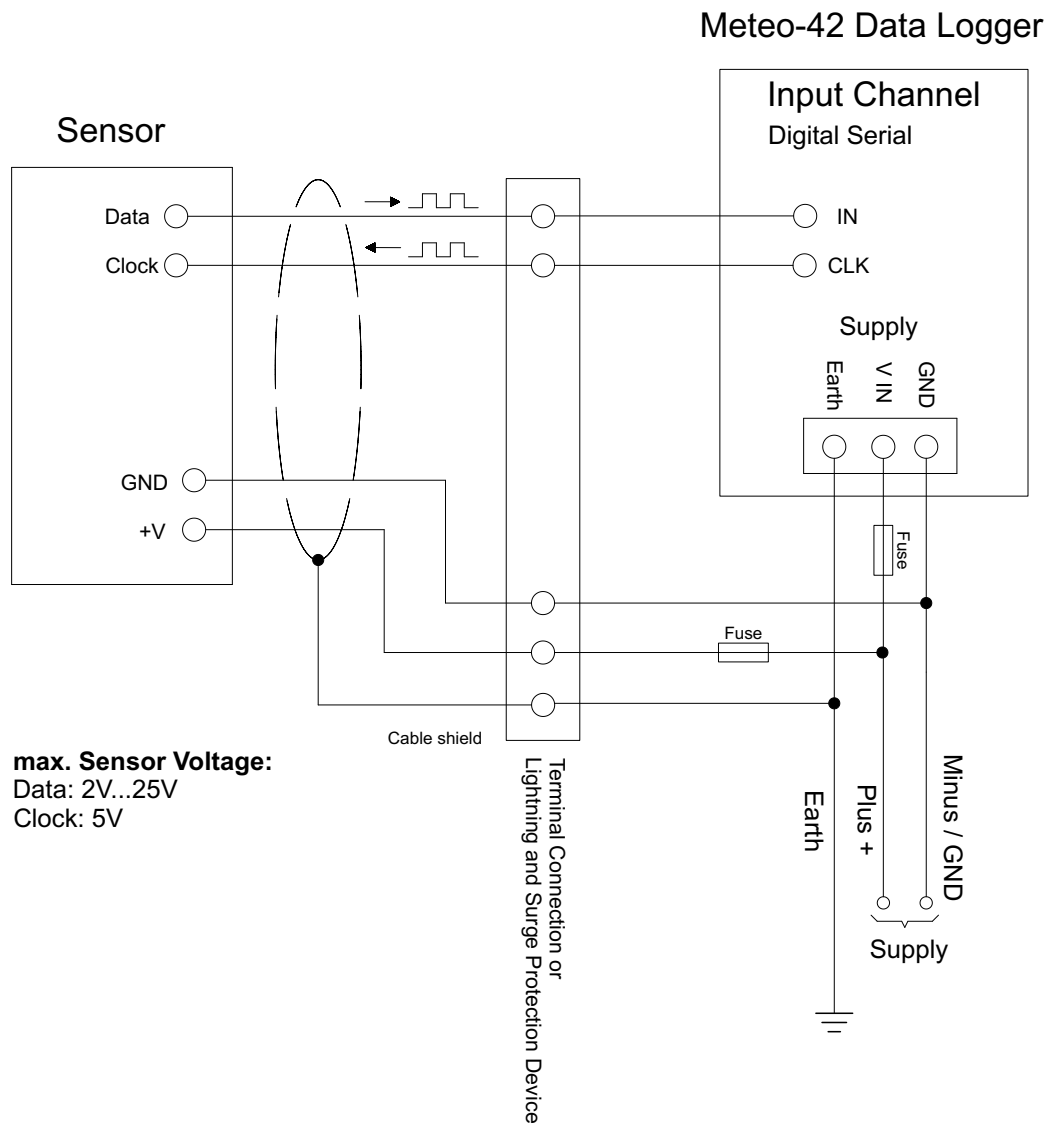 Meteo-42 Data Logger
Input Channel
Digital Serial
Sensor
Data
IN
Clock
CLK
Supply
Earth
V IN
GND
GND
+V
Fuse
Fuse
Cable shield
max. Sensor Voltage:
Data: 2V...25V
Clock: 5V
Terminal Connection or
Lightning and Surge Protection Device
Earth
Plus +
Minus / GND
Supply